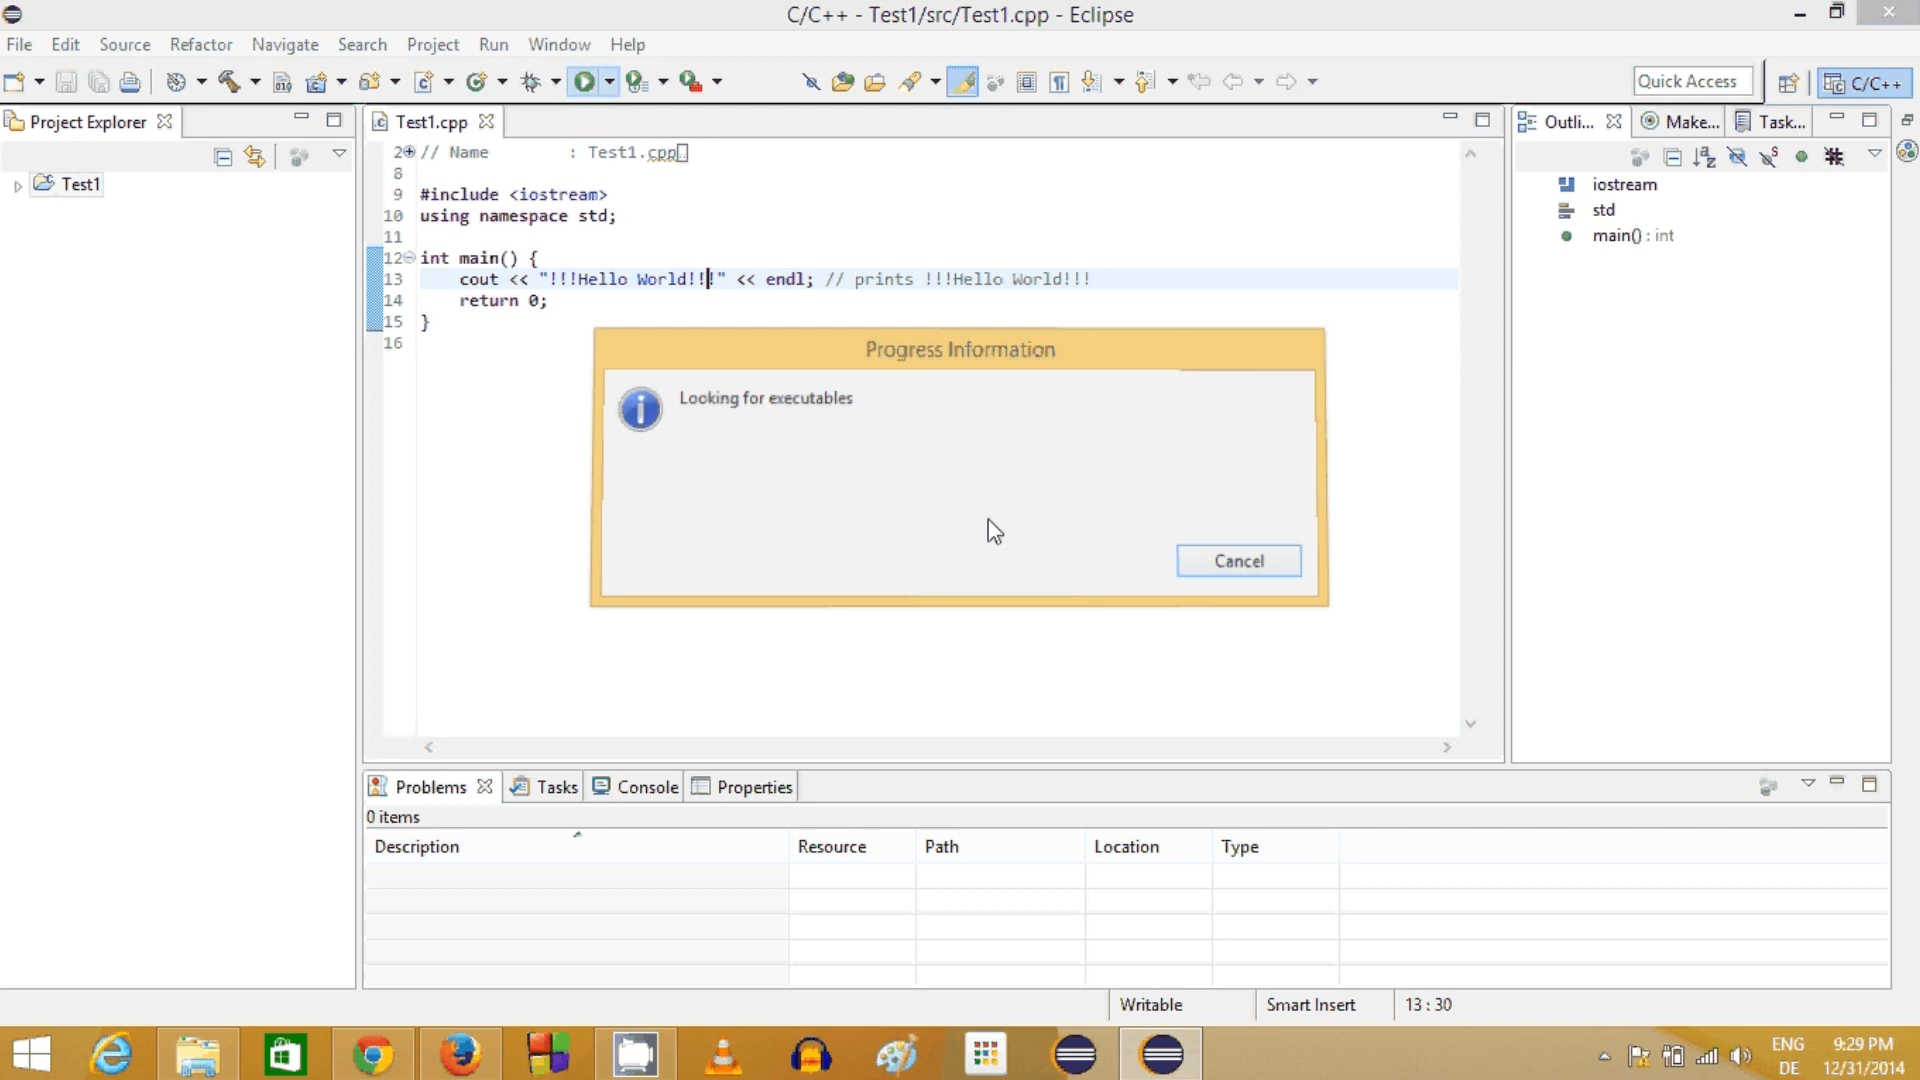 C/C++ - Test1/src/Test1.cpp - Eclipse
File Edit Source Refactor Navigate Search Project Run Window Help
Quick Access C/C++
Project Explorer
Test1
Test1.cpp
2 // Name : Test1.cpp
8
9 #include <iostream>
10 using namespace std;
11
12 int main() {
13 cout << "!!!Hello World!!!" << endl; // prints !!!Hello World!!!
14 return 0;
15 }
16
Progress Information
Looking for executables
Cancel
Outli... Make... Task...
iostream
std
main() : int
Problems Tasks Console Properties
0 items
Description Resource Path Location Type
Writable Smart Insert 13 : 30
ENG 9:29 PM
DE 12/31/2014